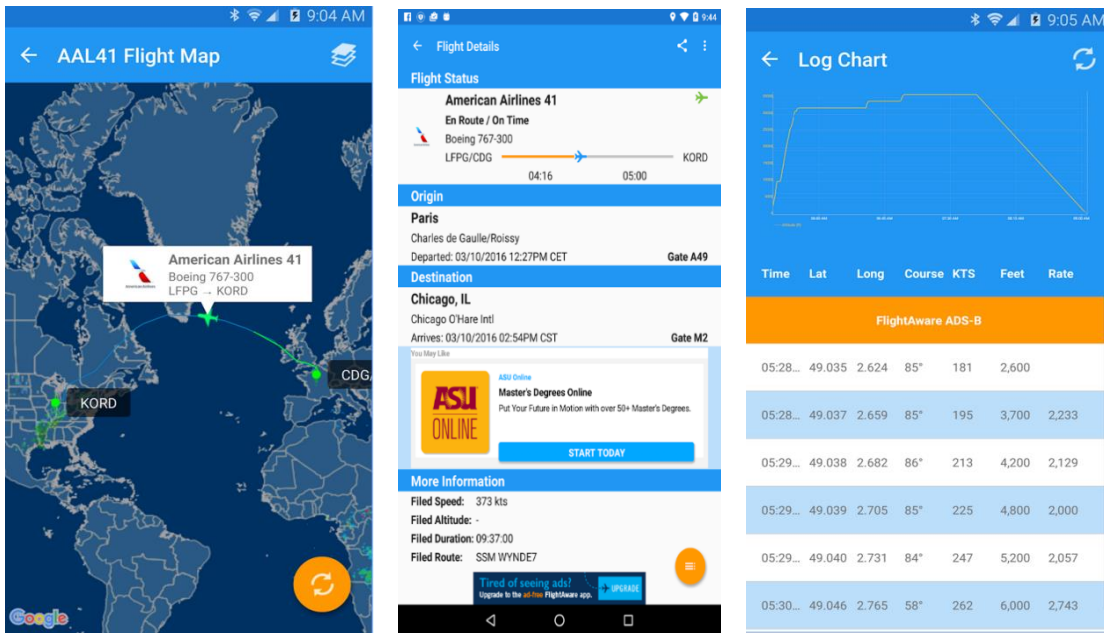 9:04 AM
AAL41 Flight Map
American Airlines 41
Boeing 767-300
LFPG → KORD
CDG
KORD
Google
9:44
Flight Details
Flight Status
American Airlines 41
En Route / On Time
Boeing 767-300
LFPG/CDG KORD
04:16 05:00
Origin
Paris
Charles de Gaulle/Roissy
Departed: 03/10/2016 12:27PM CET Gate A49
Destination
Chicago, IL
Chicago O'Hare Intl
Arrives: 03/10/2016 02:54PM CST Gate M2
You May Like
ASU Online
ASU ONLINE
Master's Degrees Online
Put Your Future in Motion with over 50+ Master's Degrees.
START TODAY
More Information
Filed Speed: 373 kts
Filed Altitude: -
Filed Duration: 09:37:00
Filed Route: SSM WYNDE7
Tired of seeing ads?
Upgrade to the ad-free FlightAware app.
UPGRADE
9:05 AM
Log Chart
Time Lat Long Course KTS Feet Rate
FlightAware ADS-B
05:28... 49.035 2.624 85° 181 2,600
05:28... 49.037 2.659 85° 195 3,700 2,233
05:29... 49.038 2.682 86° 213 4,200 2,129
05:29... 49.039 2.705 85° 225 4,800 2,000
05:29... 49.040 2.731 84° 247 5,200 2,057
05:30... 49.046 2.765 58° 262 6,000 2,743